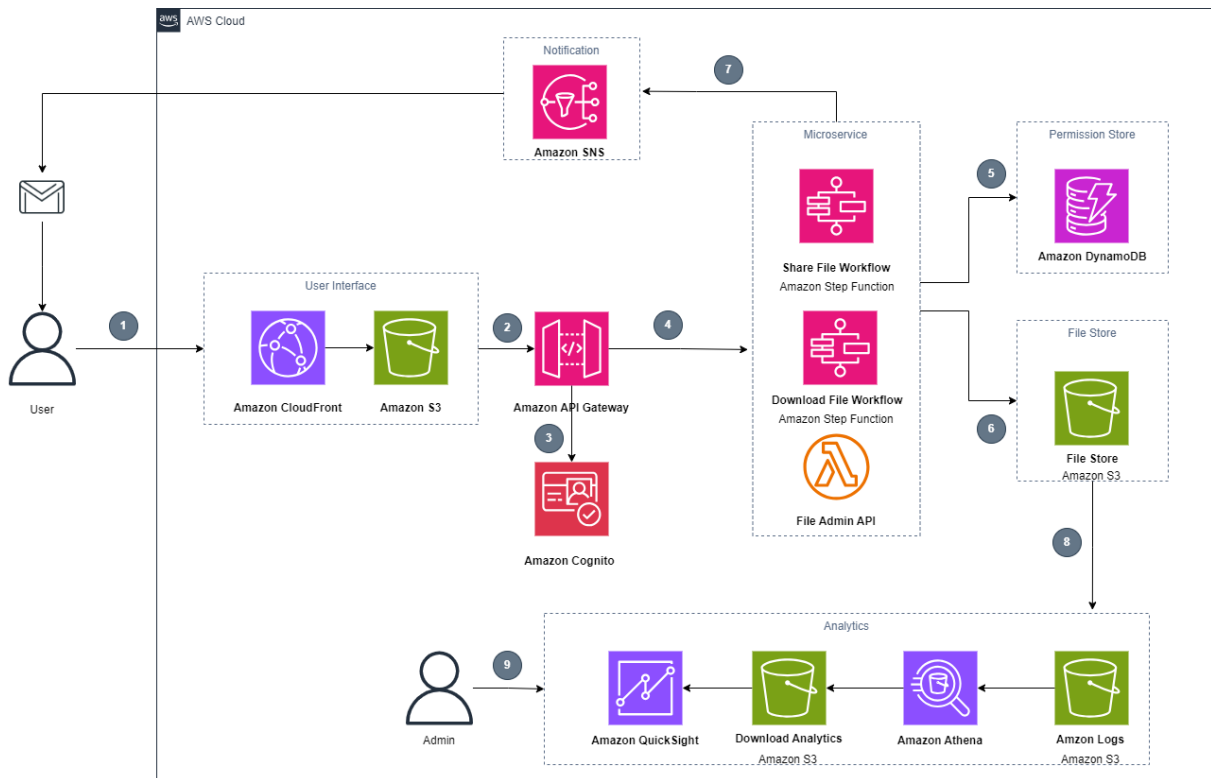 aws
AWS Cloud
Notification
7
Amazon SNS
Microservice
Permission Store
5
Share File Workflow
Amazon Step Function
Amazon DynamoDB
User Interface
1
2
4
File Store
Amazon CloudFront
Amazon S3
Amazon API Gateway
Download File Workflow
Amazon Step Function
User
3
6
File Store
Amazon S3
File Admin API
Amazon Cognito
8
Analytics
9
Admin
Amazon QuickSight
Download Analytics
Amazon S3
Amazon Athena
Amzon Logs
Amazon S3